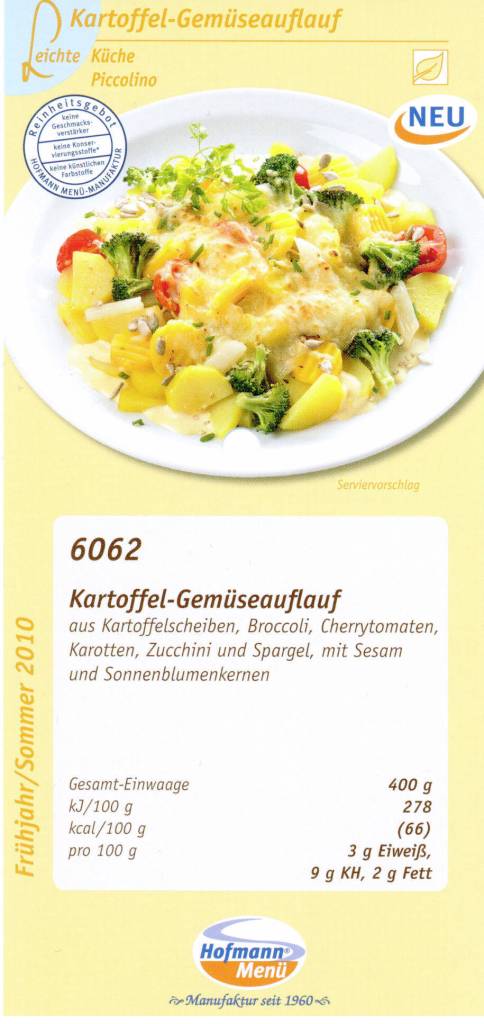 Kartoffel-Gemüseauflauf
Leichte Küche
Piccolino
Reinheitsgebot
keine
Geschmacks-
verstärker
keine Konser-
vierungsstoffe*
keine künstlichen
Farbstoffe
HOFMANN MENÜ-MANUFAKTUR
NEU
Serviervorschlag
6062
Kartoffel-Gemüseauflauf
aus Kartoffelscheiben, Broccoli, Cherrytomaten,
Karotten, Zucchini und Spargel, mit Sesam
und Sonnenblumenkernen
Frühjahr/Sommer 2010
Gesamt-Einwaage 400 g
kJ/100 g 278
kcal/100 g (66)
pro 100 g 3 g Eiweiß,
9 g KH, 2 g Fett
Hofmann®
Menü
Manufaktur seit 1960